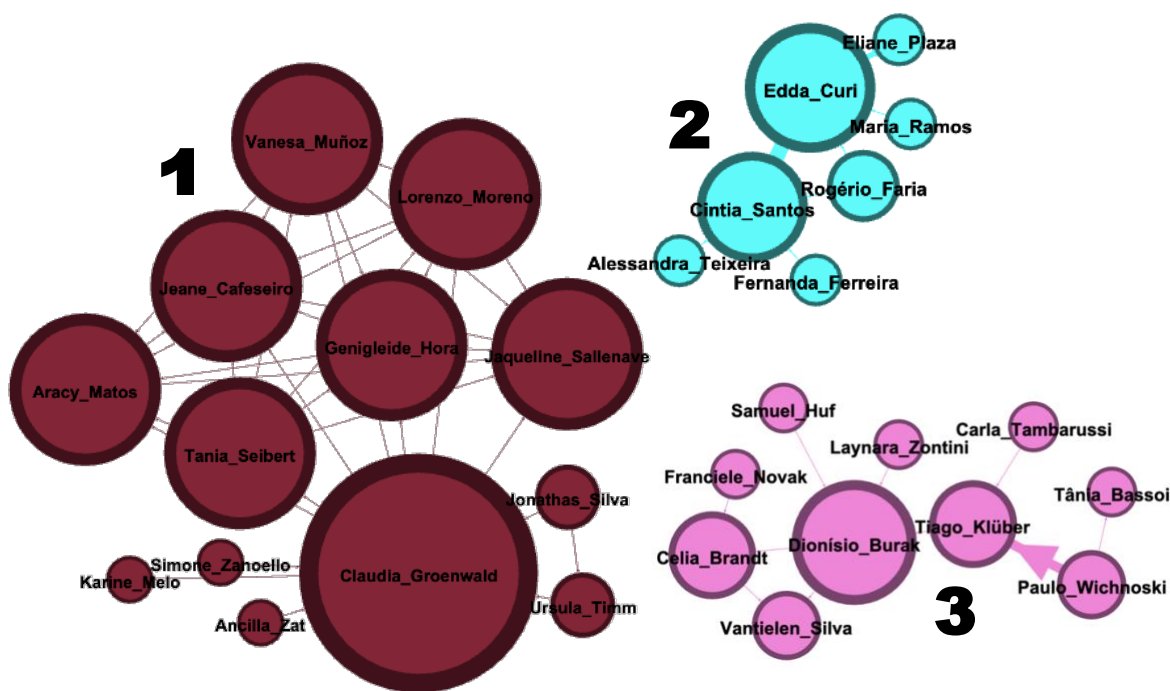 1
Vanesa_Muñoz
Lorenzo_Moreno
Jeane_Cafeseiro
Genigleide_Hora
Jaqueline_Sallenave
Aracy_Matos
Tania_Seibert
Jonathas_Silva
Simone_Zahoello
Karine_Melo
Claudia_Groenwald
Ancilla_Zat
Ursula_Timm
2
Eliane_Plaza
Edda_Curi
Maria_Ramos
Rogério_Faria
Cintia_Santos
Alessandra_Teixeira
Fernanda_Ferreira
Samuel_Huf
Carla_Tambarussi
Laynara_Zontini
Franciele_Novak
Tânia_Bassoi
Tiago_Klüber
Celia_Brandt
Dionísio_Burak
Paulo_Wichnoski
Vantielen_Silva
3